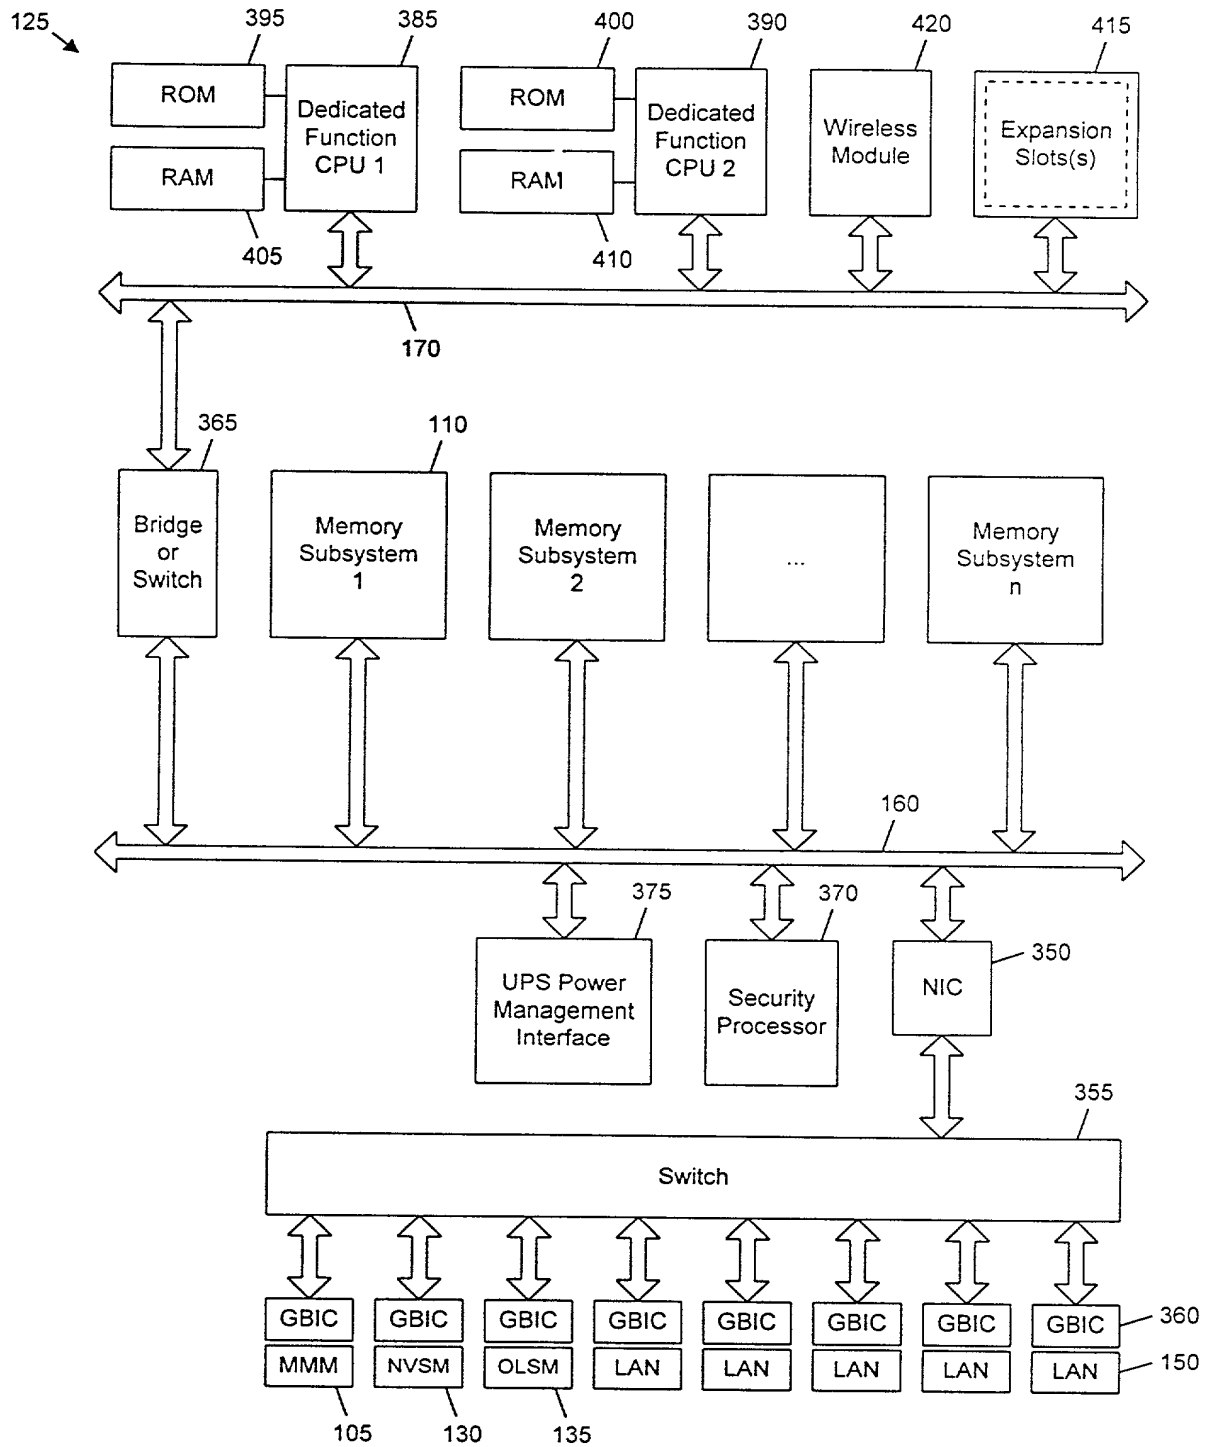 125
395
385
400
390
420
415
ROM
Dedicated
Function
CPU 1
RAM
405
ROM
Dedicated
Function
CPU 2
RAM
410
Wireless
Module
Expansion
Slots(s)
170
365
110
Bridge
or
Switch
Memory
Subsystem
1
Memory
Subsystem
2
...
Memory
Subsystem
n
160
375
370
350
UPS Power
Management
Interface
Security
Processor
NIC
355
Switch
GBIC GBIC GBIC GBIC GBIC GBIC GBIC GBIC 360
MMM NVSM OLSM LAN LAN LAN LAN LAN 150
105 130 135